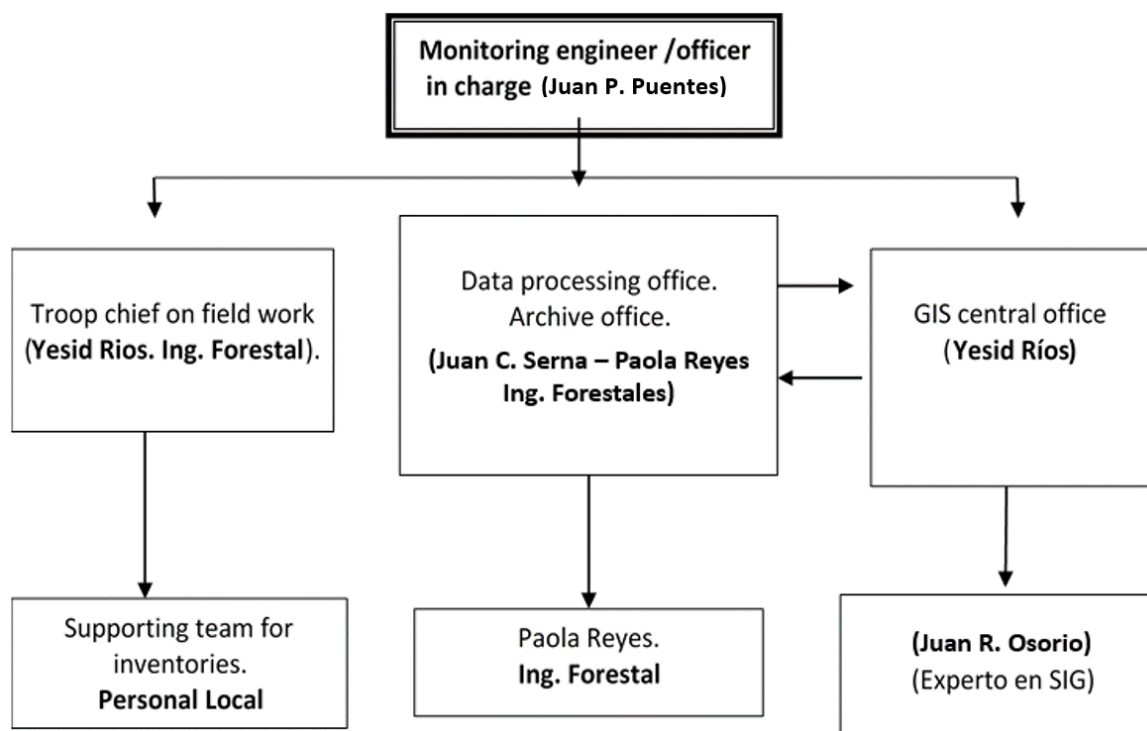 Monitoring engineer /officer
in charge (Juan P. Puentes)
Troop chief on field work
(Yesid Rios. Ing. Forestal).
Data processing office.
Archive office.
(Juan C. Serna – Paola Reyes
Ing. Forestales)
GIS central office
(Yesid Ríos)
Supporting team for
inventories.
Personal Local
Paola Reyes.
Ing. Forestal
(Juan R. Osorio)
(Experto en SIG)